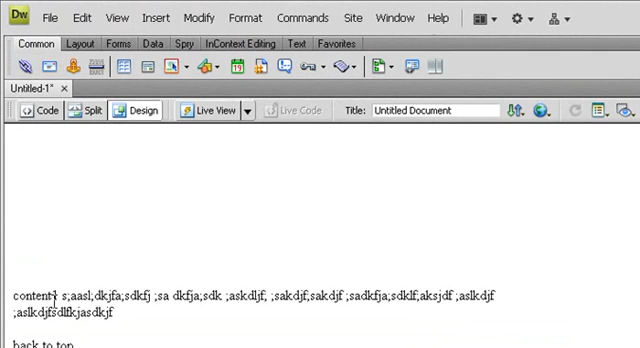 Dw File Edit View Insert Modify Format Commands Site Window Help
Common Layout Forms Data Spry InContext Editing Text Favorites
Untitled-1* ×
Code Split Design Live View Live Code Title: Untitled Document
content s;aasl;dkjfa;sdkfj ;sa dkfja;sdk ;askdljf, ;sakdjf,sakdjf ;sadkfja;sdklf,aksjdf ;aslkdjf
;aslkdjfsdlfkjasdkjf
back to top